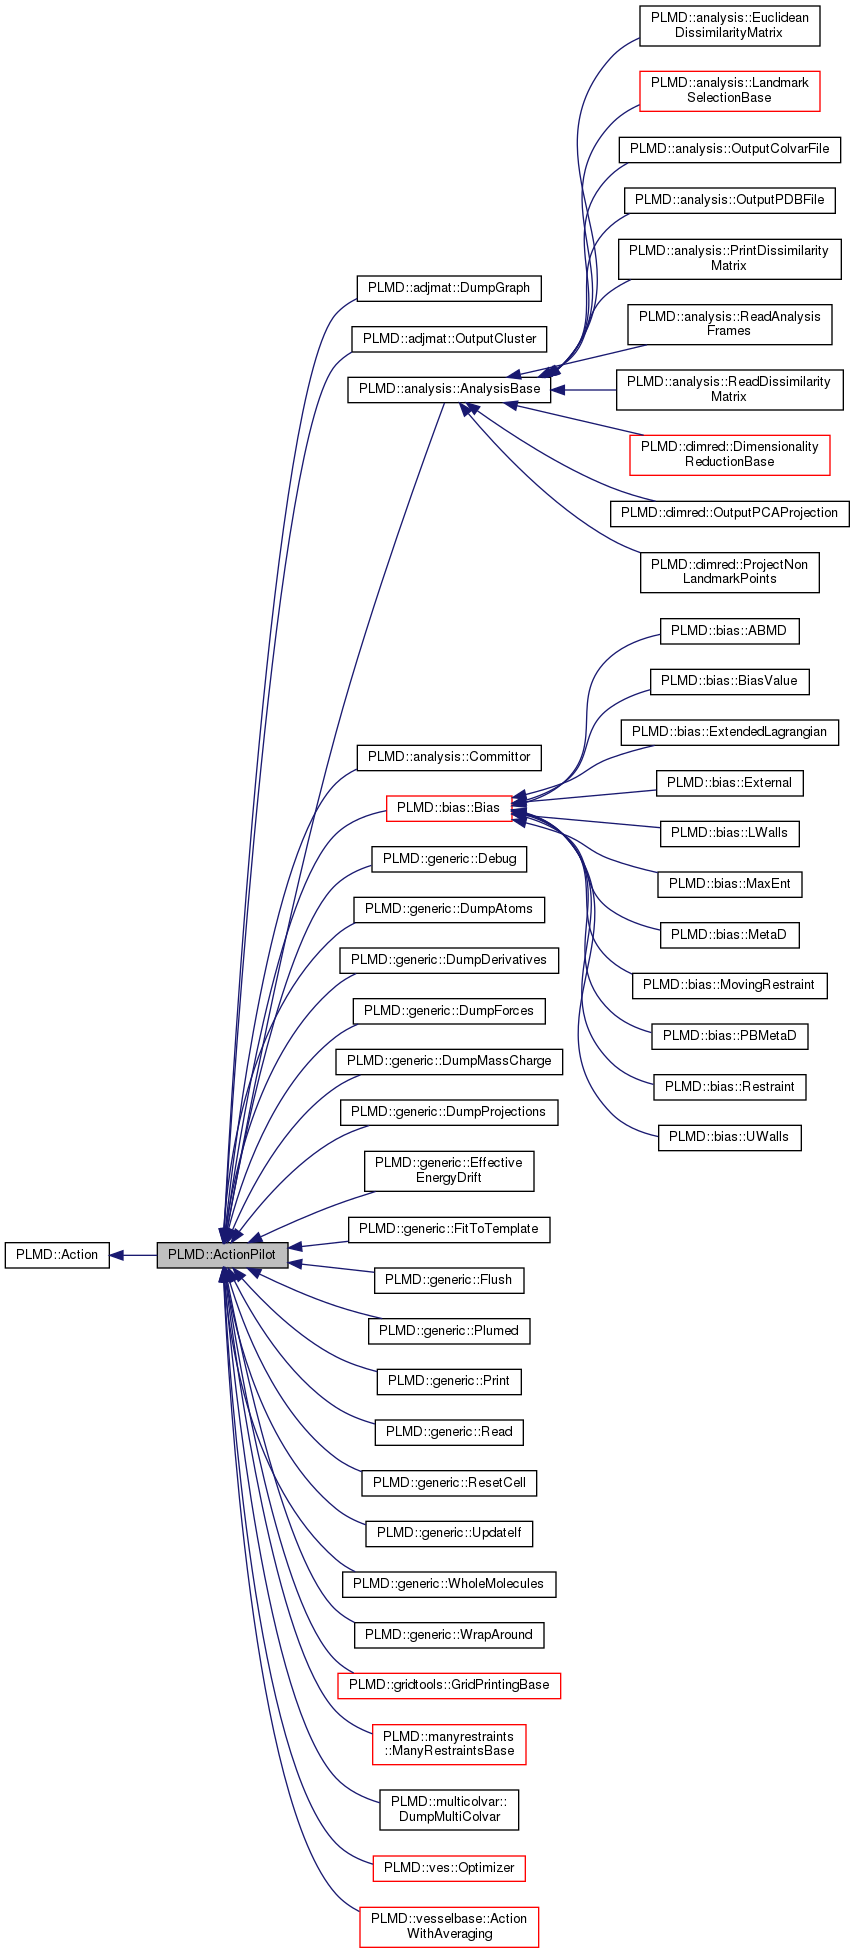 PLMD::analysis::Euclidean
DissimilarityMatrix
PLMD::analysis::Landmark
SelectionBase
PLMD::analysis::OutputColvarFile
PLMD::analysis::OutputPDBFile
PLMD::analysis::PrintDissimilarity
Matrix
PLMD::adjmat::DumpGraph
PLMD::analysis::ReadAnalysis
Frames
PLMD::adjmat::OutputCluster
PLMD::analysis::AnalysisBase
PLMD::analysis::ReadDissimilarity
Matrix
PLMD::dimred::Dimensionality
ReductionBase
PLMD::dimred::OutputPCAProjection
PLMD::dimred::ProjectNon
LandmarkPoints
PLMD::bias::ABMD
PLMD::bias::BiasValue
PLMD::bias::ExtendedLagrangian
PLMD::analysis::Committor
PLMD::bias::External
PLMD::bias::Bias
PLMD::bias::LWalls
PLMD::generic::Debug
PLMD::bias::MaxEnt
PLMD::generic::DumpAtoms
PLMD::bias::MetaD
PLMD::generic::DumpDerivatives
PLMD::bias::MovingRestraint
PLMD::generic::DumpForces
PLMD::bias::PBMetaD
PLMD::generic::DumpMassCharge
PLMD::bias::Restraint
PLMD::generic::DumpProjections
PLMD::bias::UWalls
PLMD::generic::Effective
EnergyDrift
PLMD::generic::FitToTemplate
PLMD::Action
PLMD::ActionPilot
PLMD::generic::Flush
PLMD::generic::Plumed
PLMD::generic::Print
PLMD::generic::Read
PLMD::generic::ResetCell
PLMD::generic::UpdateIf
PLMD::generic::WholeMolecules
PLMD::generic::WrapAround
PLMD::gridtools::GridPrintingBase
PLMD::manyrestraints
::ManyRestraintsBase
PLMD::multicolvar::
DumpMultiColvar
PLMD::ves::Optimizer
PLMD::vesselbase::Action
WithAveraging